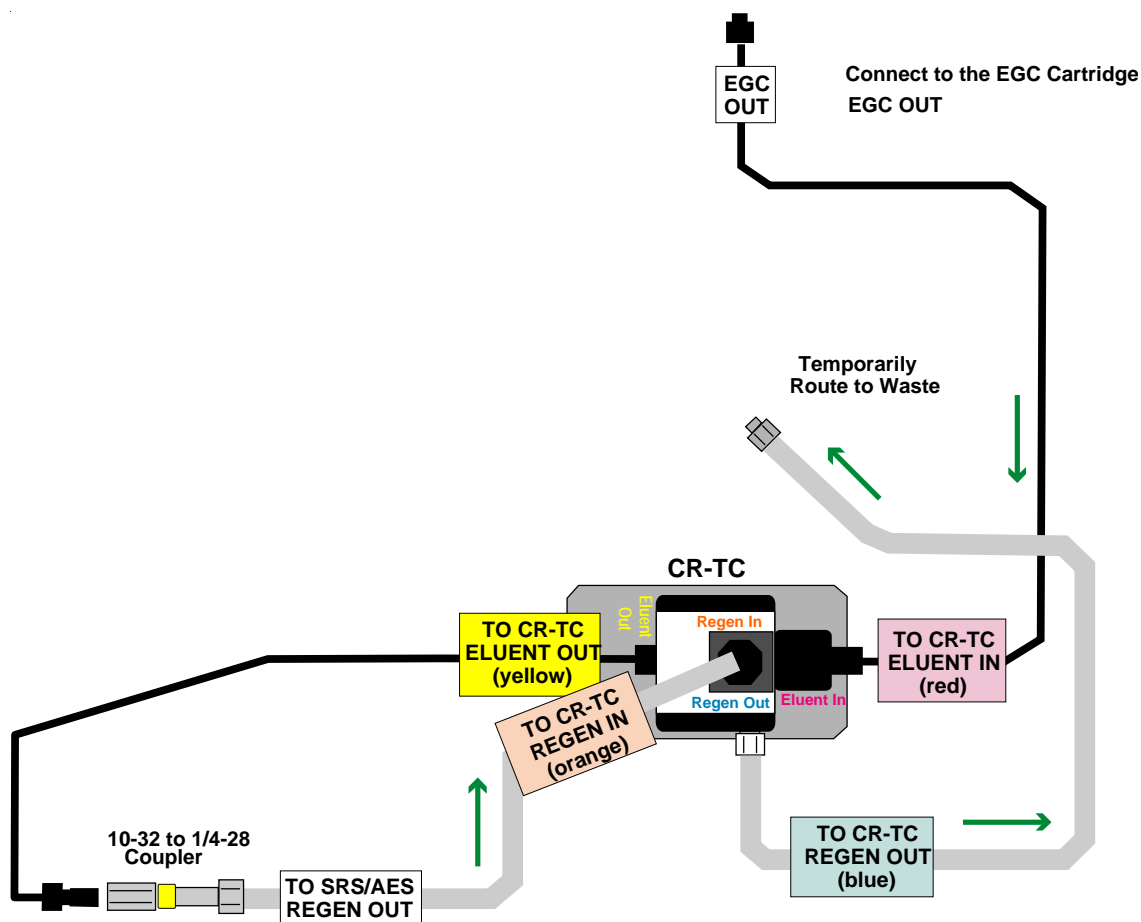 EGC
OUT
Connect to the EGC Cartridge
EGC OUT
Temporarily
Route to Waste
CR-TC
Eluent
Out
Regen In
Regen Out
Eluent In
TO CR-TC
ELUENT OUT
(yellow)
TO CR-TC
ELUENT IN
(red)
TO CR-TC
REGEN IN
(orange)
TO CR-TC
REGEN OUT
(blue)
10-32 to 1/4-28
Coupler
TO SRS/AES
REGEN OUT